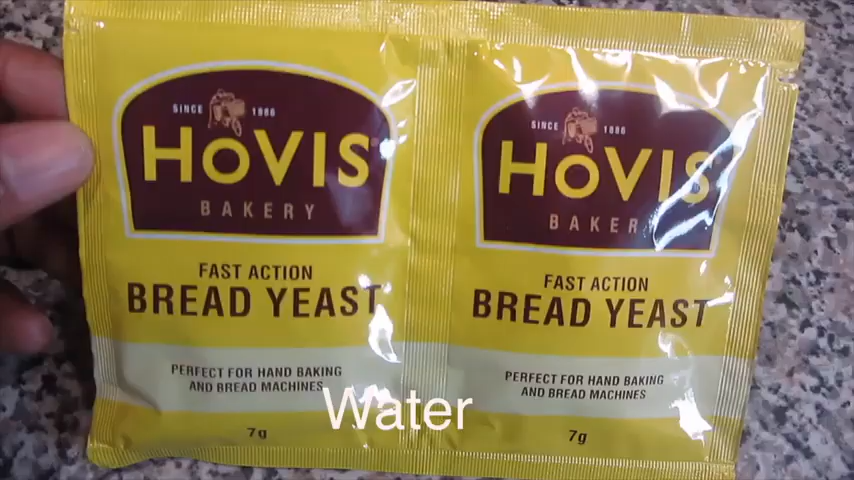 SINCE 1886
HOVIS
BAKERY
FAST ACTION
BREAD YEAST
PERFECT FOR HAND BAKING
AND BREAD MACHINES
7g
SINCE 1886
HOVIS
BAKER
FAST ACTION
BREAD YEAST
PERFECT FOR HAND BAKING
AND BREAD MACHINES
7g
Water